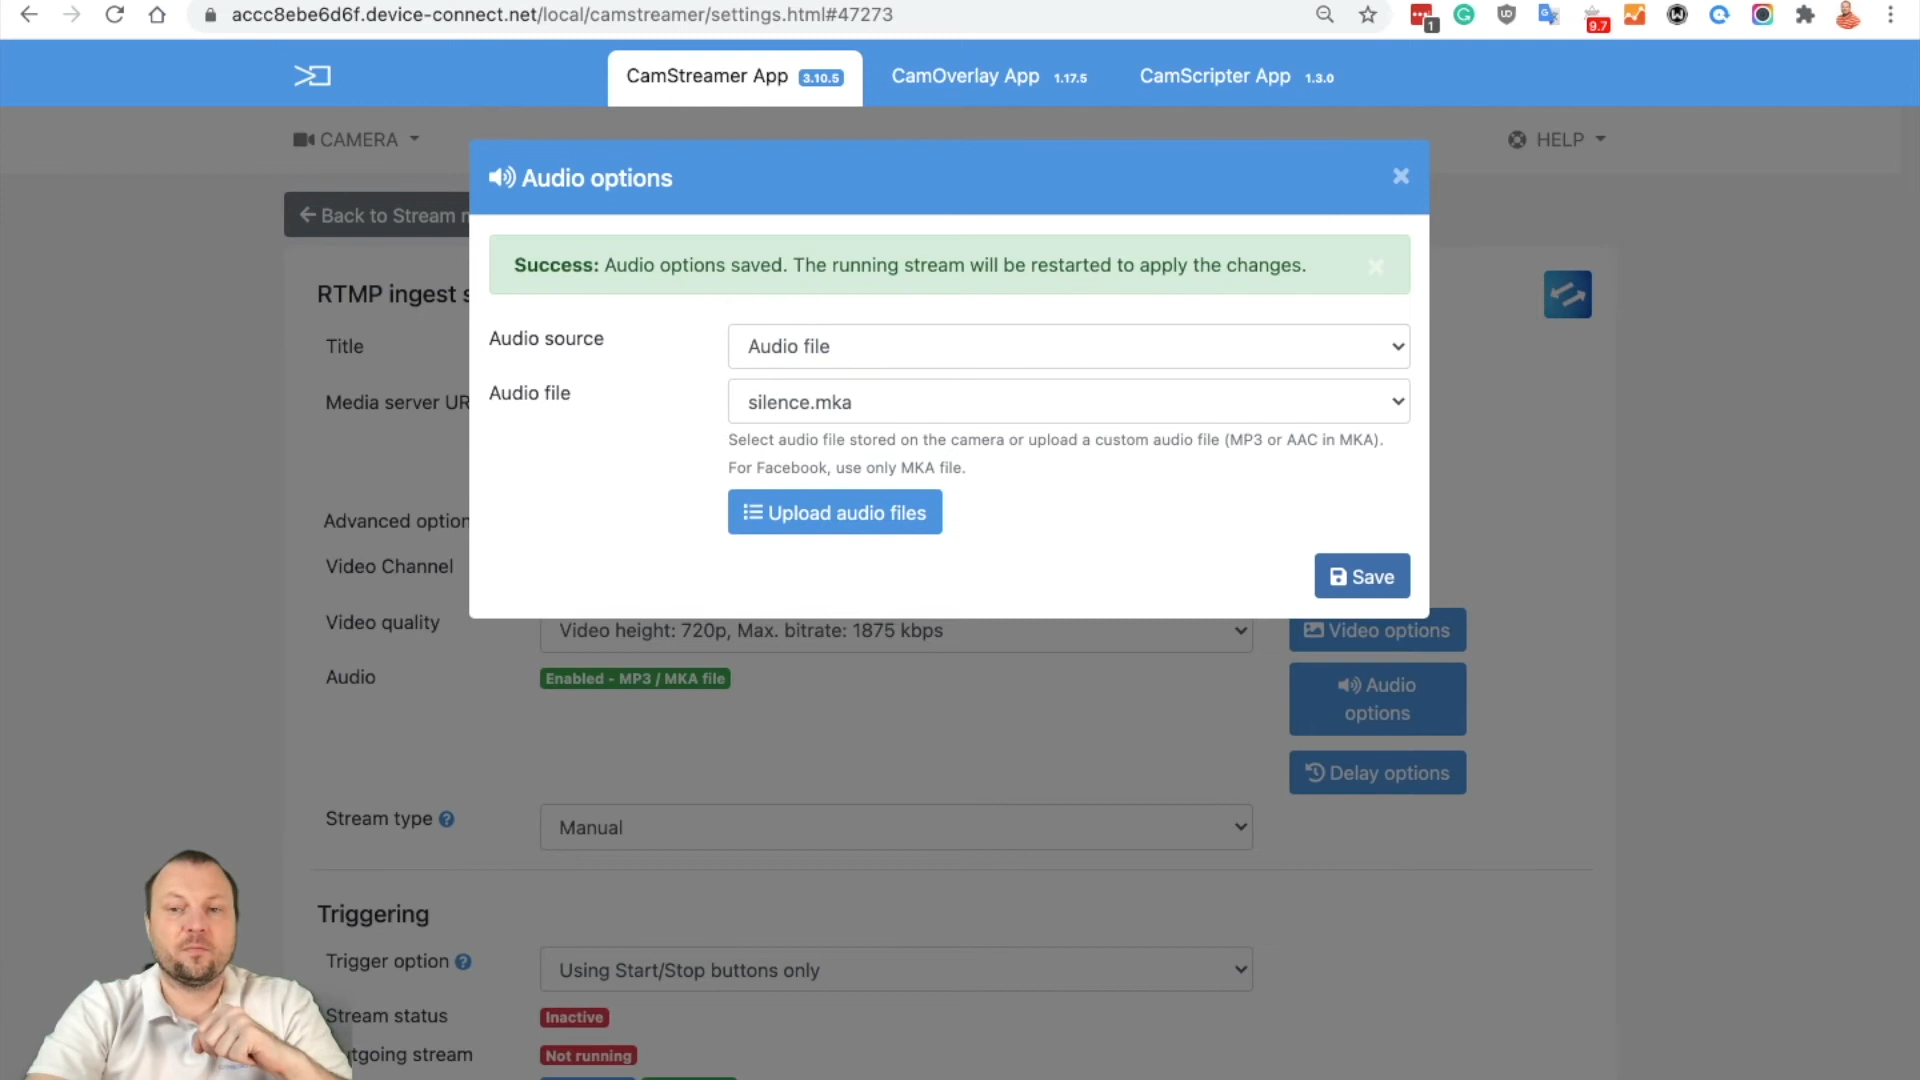 accc8ebe6d6f.device-connect.net/local/camstreamer/settings.html#47273
1
9.7
CamStreamer App 3.10.5
CamOverlay App 1.17.5
CamScripter App 1.3.0
CAMERA
HELP
Back to Stream
Audio options
Success: Audio options saved. The running stream will be restarted to apply the changes.
RTMP ingest
Title
Audio source
Audio file
Media server UR
Audio file
silence.mka
Select audio file stored on the camera or upload a custom audio file (MP3 or AAC in MKA).
For Facebook, use only MKA file.
Upload audio files
Advanced option
Video Channel
Save
Video quality
Video height: 720p, Max. bitrate: 1875 kbps
Video options
Audio
Enabled - MP3 / MKA file
Audio
options
Delay options
Stream type
Manual
Triggering
Trigger option
Using Start/Stop buttons only
Stream status
Inactive
tgoing stream
Not running